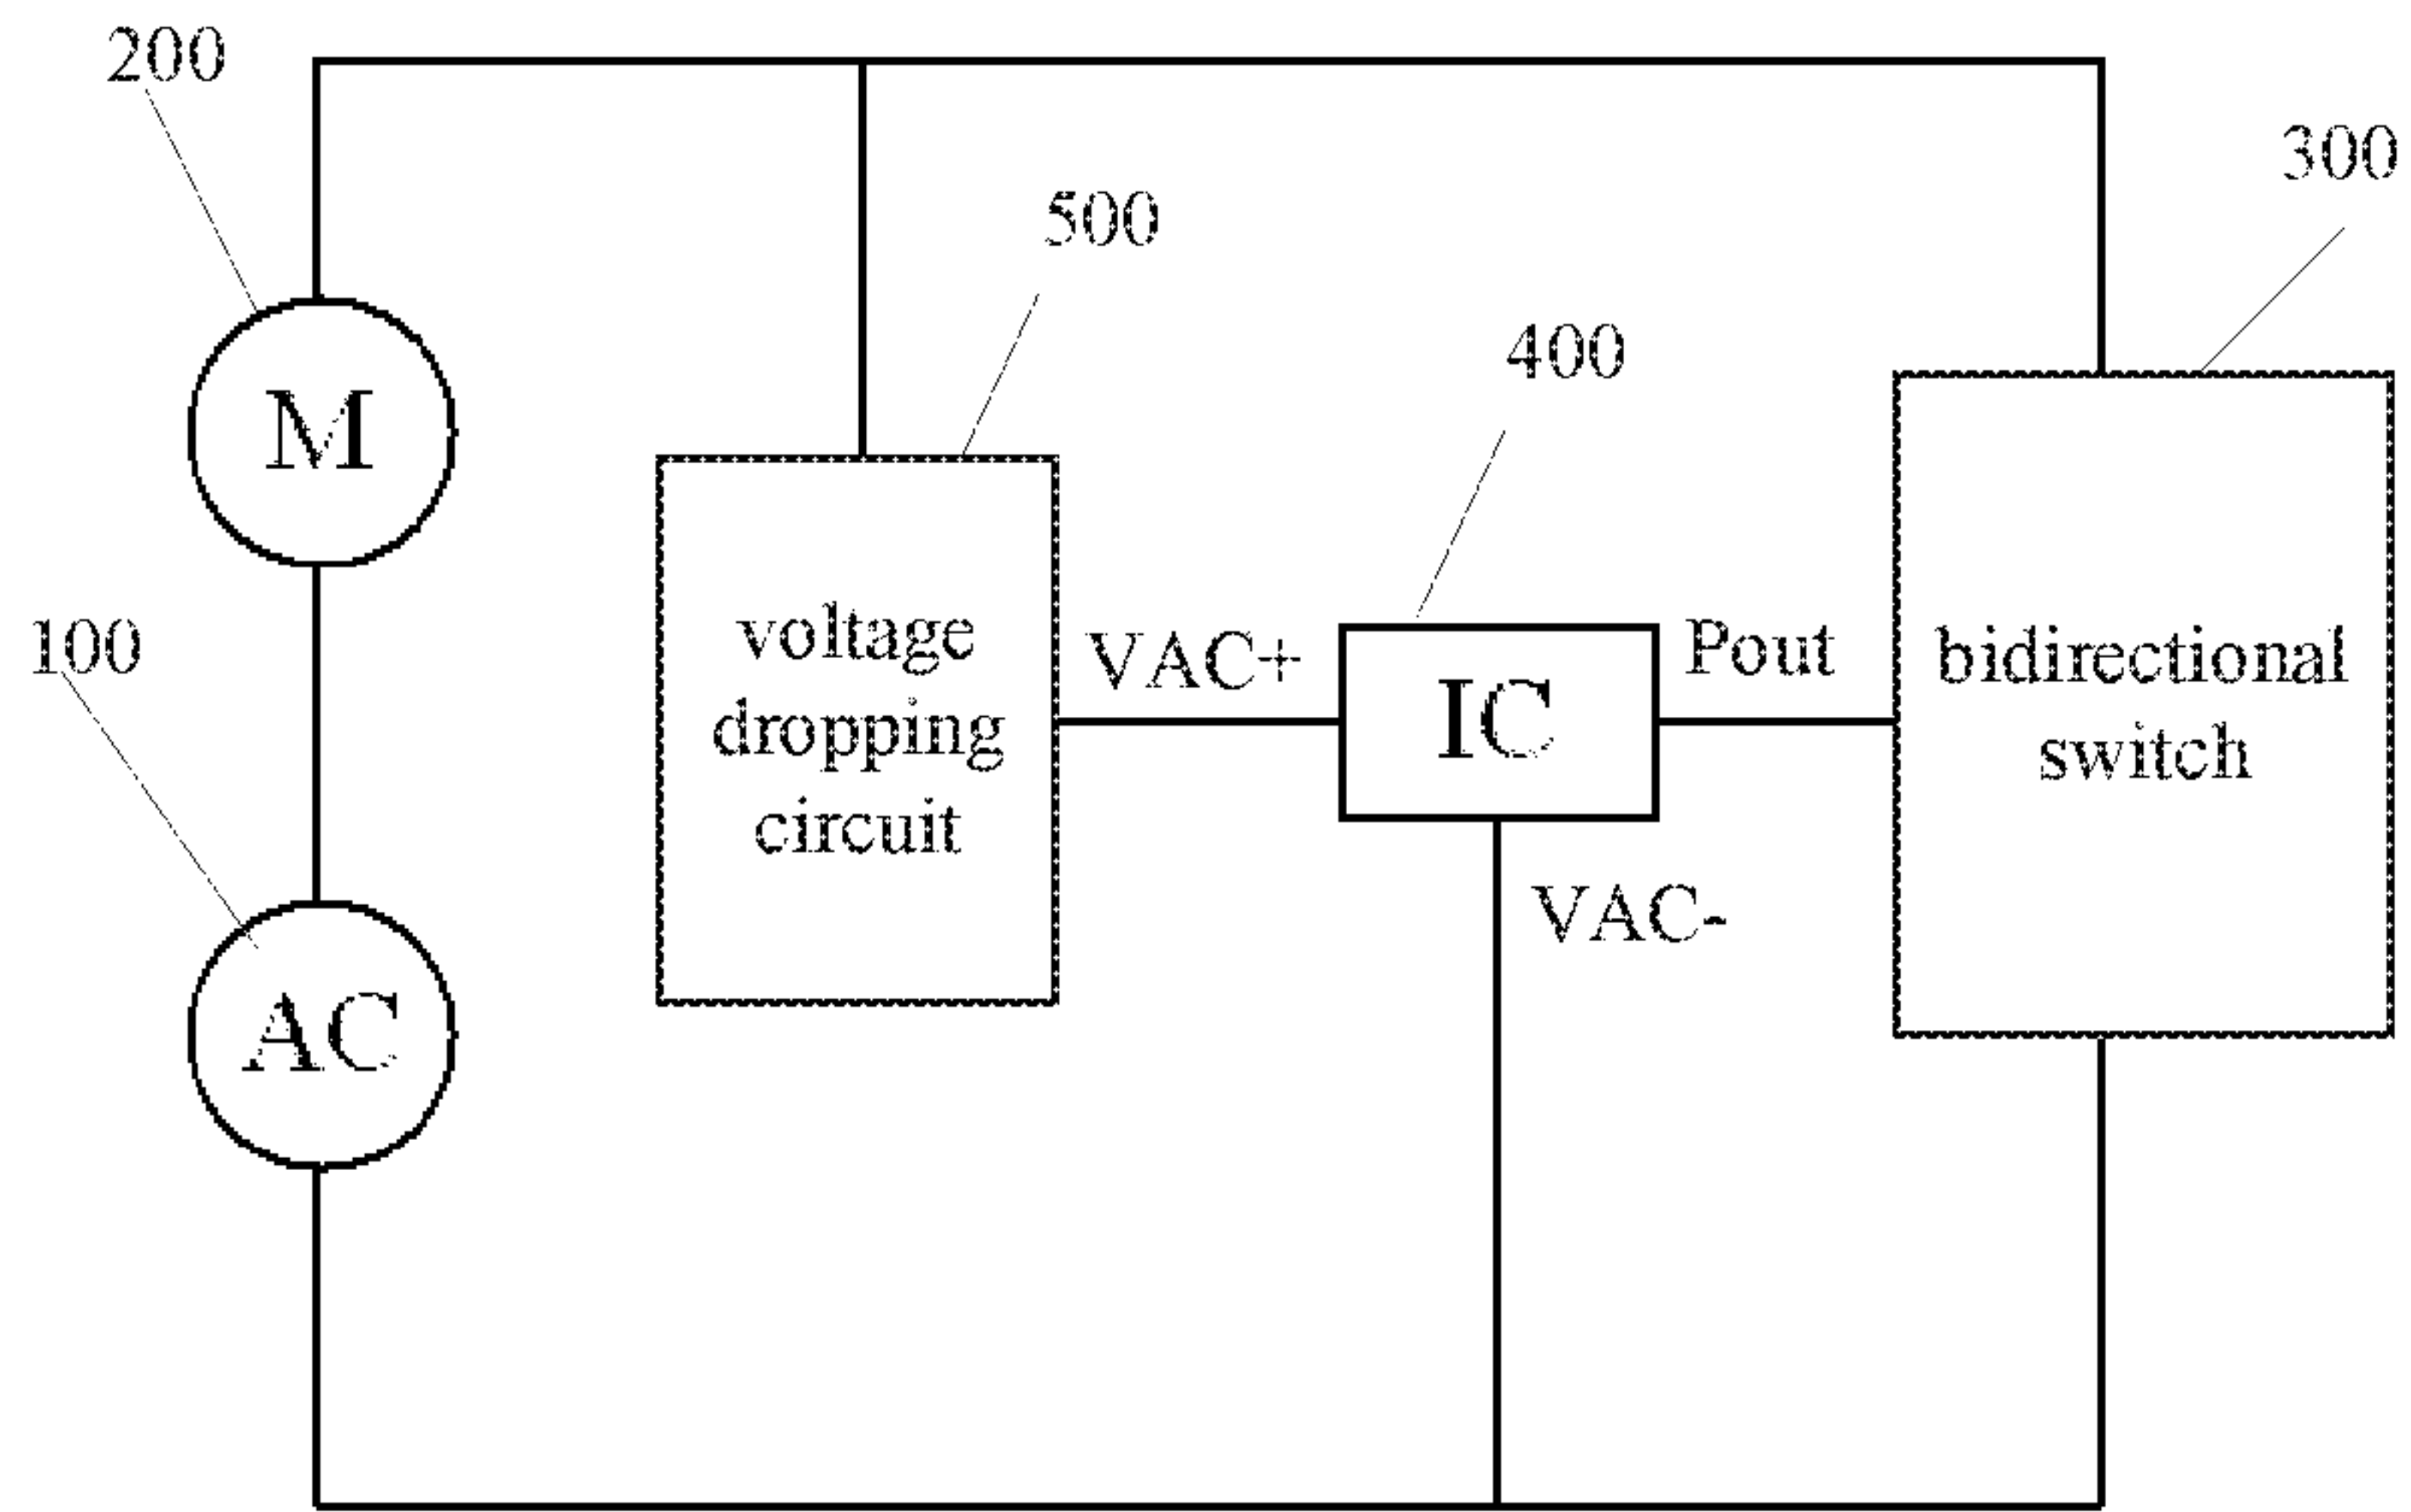 200
300
500
400
M
100
voltage
dropping
circuit
VAC+
IC
Pout
bidirectional
switch
VAC-
AC